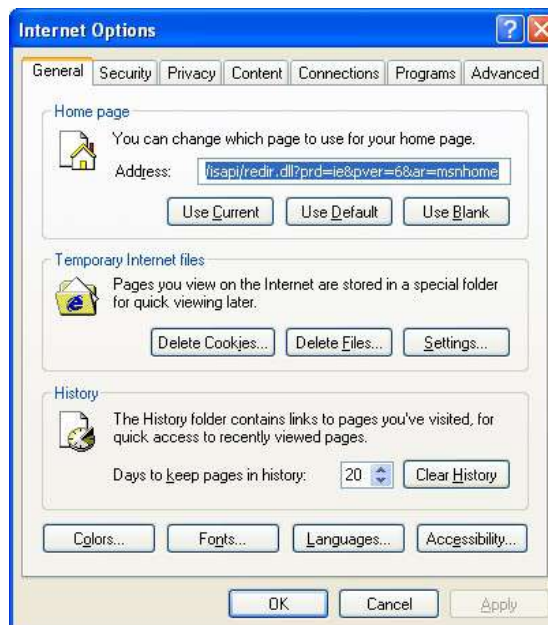 Internet Options
General Security Privacy Content Connections Programs Advanced
Home page
You can change which page to use for your home page.
Address: /isapi/redir.dll?prd=ie&pver=6&ar=msnhome
Use Current Use Default Use Blank
Temporary Internet files
Pages you view on the Internet are stored in a special folder
for quick viewing later.
Delete Cookies... Delete Files... Settings...
History
The History folder contains links to pages you've visited, for
quick access to recently viewed pages.
Days to keep pages in history: 20 Clear History
Colors... Fonts... Languages... Accessibility...
OK Cancel Apply